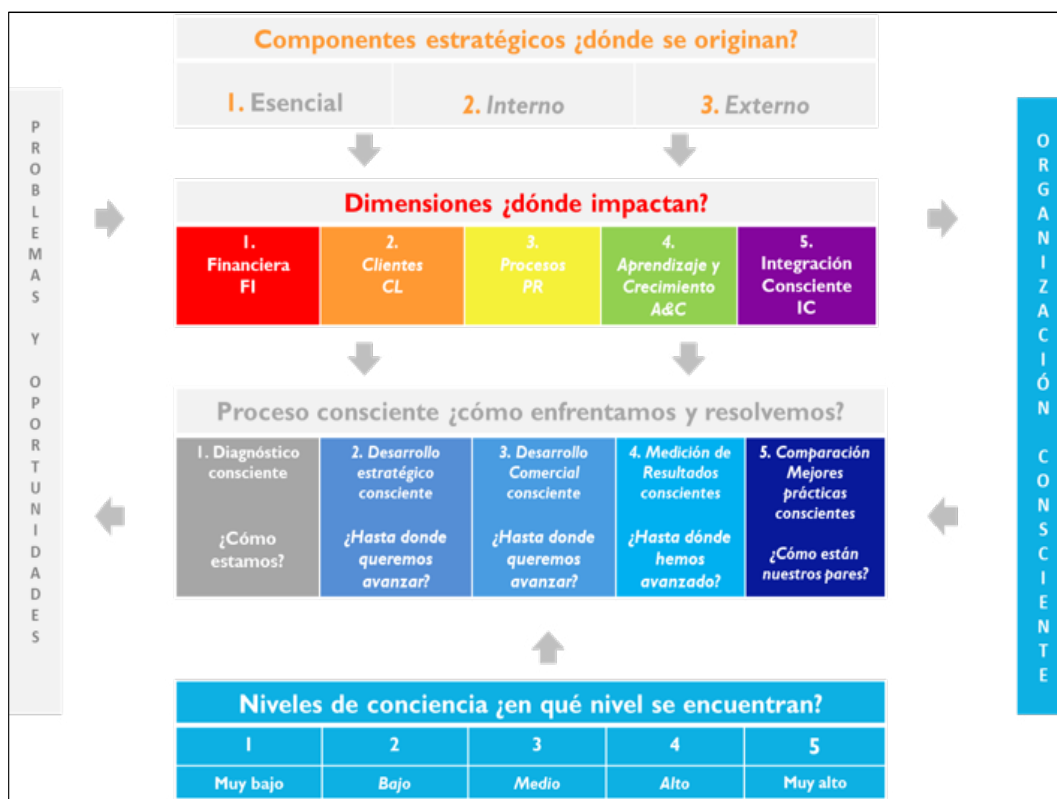 Componentes estratégicos ¿dónde se originan?
1. Esencial
2. Interno
3. Externo
PROBLEMAS Y OPORTUNIDADES
Dimensiones ¿dónde impactan?
1.
Financiera
FI
2.
Clientes
CL
3.
Procesos
PR
4.
Aprendizaje y
Crecimiento
A&C
5.
Integración
Consciente
IC
ORGANIZACIÓN CONSCIENTE
Proceso consciente ¿cómo enfrentamos y resolvemos?
1. Diagnóstico
consciente
¿Cómo
estamos?
2. Desarrollo
estratégico
consciente
¿Hasta donde
queremos
avanzar?
3. Desarrollo
Comercial
consciente
¿Hasta donde
queremos
avanzar?
4. Medición de
Resultados
conscientes
¿Hasta dónde
hemos
avanzado?
5. Comparación
Mejores
prácticas
conscientes
¿Cómo están
nuestros pares?
Niveles de conciencia ¿en qué nivel se encuentran?
1 2 3 4 5
Muy bajo Bajo Medio Alto Muy alto